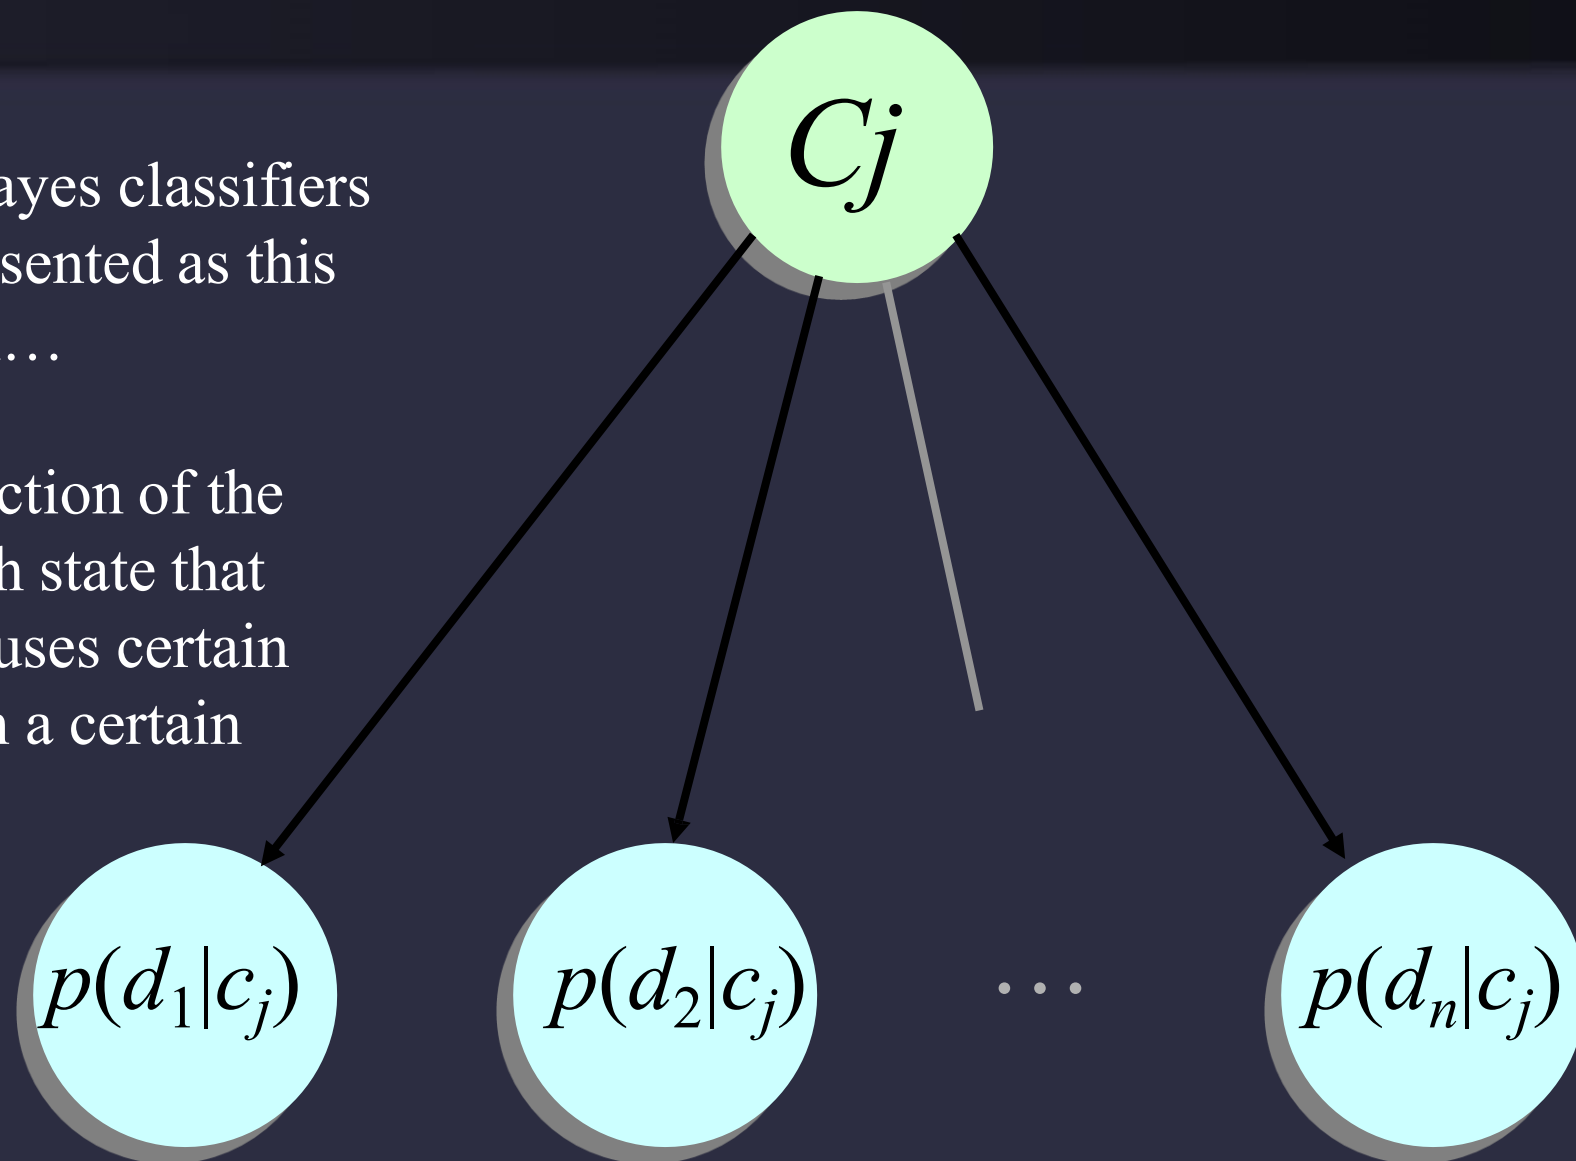 Cj
ayes classifiers
sented as this
…
ction of the
h state that
uses certain
a certain
p(d₁|cⱼ)
p(d₂|cⱼ)
…
p(dₙ|cⱼ)